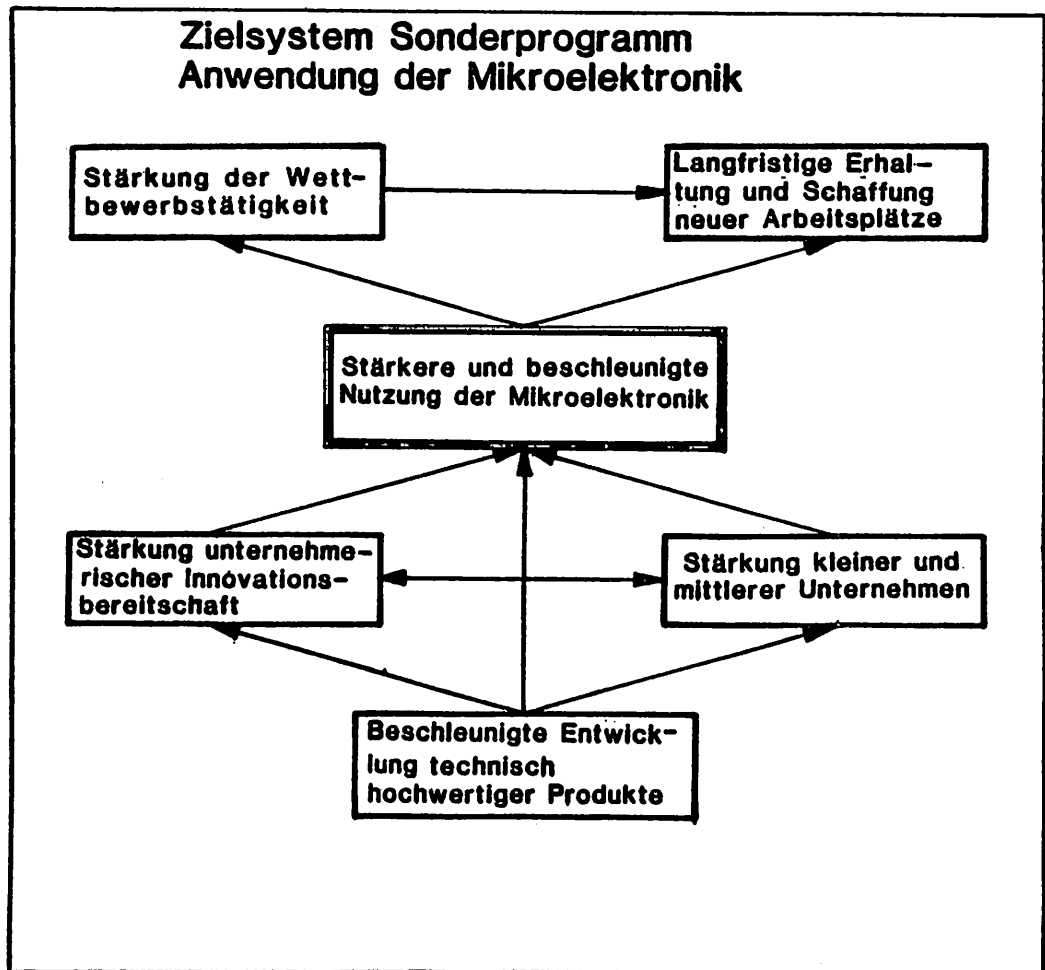 Zielsystem Sonderprogramm
Anwendung der Mikroelektronik
Stärkung der Wett-
bewerbstätigkeit
Langfristige Erhal-
tung und Schaffung
neuer Arbeitsplätze
Stärkere und beschleunigte
Nutzung der Mikroelektronik
Stärkung unternehme-
rischer Innovations-
bereitschaft
Stärkung kleiner und
mittlerer Unternehmen
Beschleunigte Entwick-
lung technisch
hochwertiger Produkte